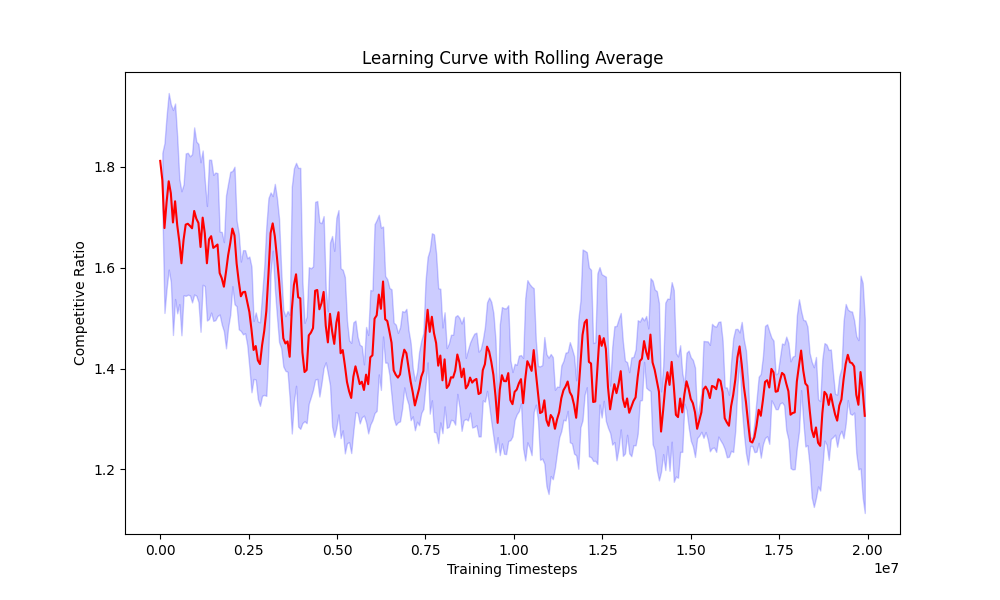 Learning Curve with Rolling Average
Competitive Ratio
1.8
1.6
1.4
1.2
0.00 0.25 0.50 0.75 1.00 1.25 1.50 1.75 2.00
1e7
Training Timesteps